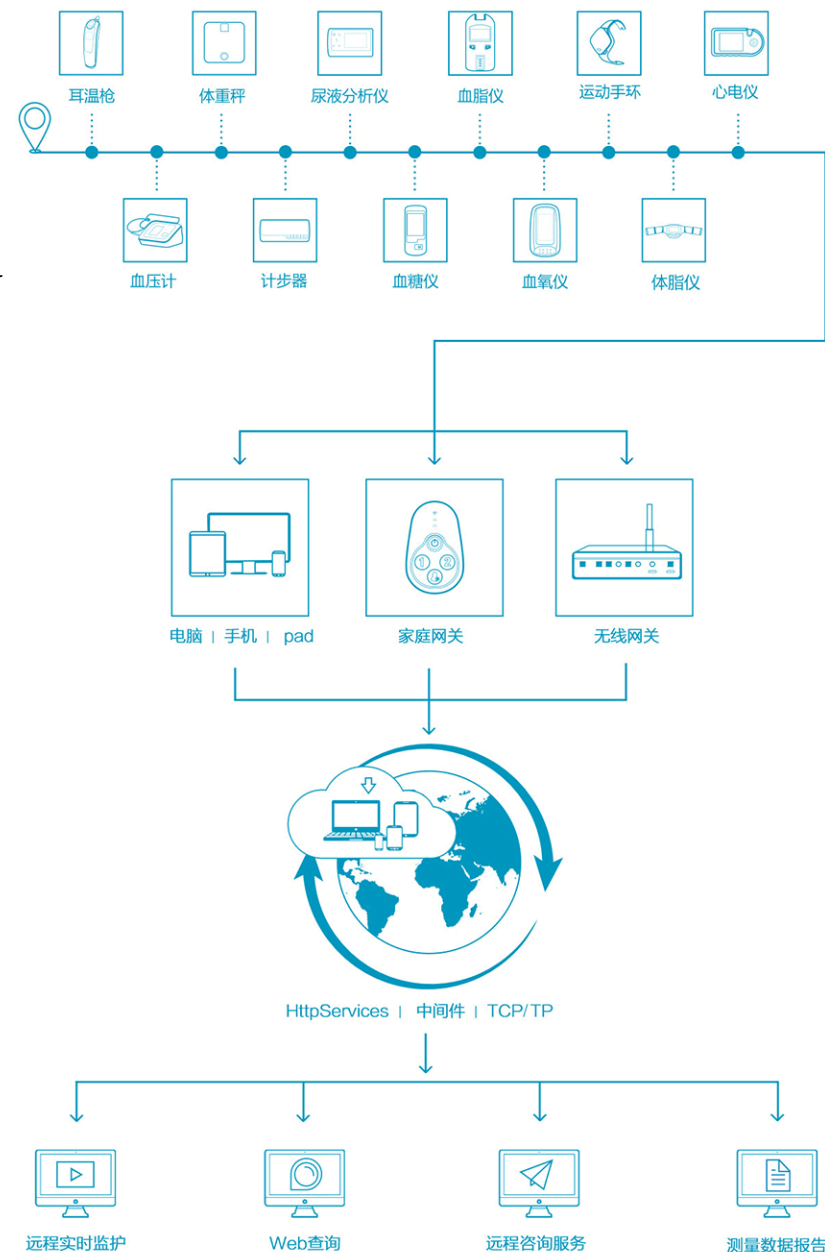 耳温枪
体重秤
尿液分析仪
血脂仪
运动手环
心电仪
血压计
计步器
血糖仪
血氧仪
体脂仪
电脑 | 手机 | pad
家庭网关
无线网关
1 2
HttpServices | 中间件 | TCP/TP
远程实时监护
Web查询
远程咨询服务
测量数据报告